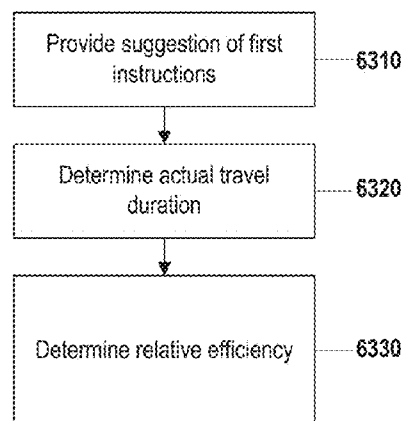 Provide suggestion of first
instructions
6310
Determine actual travel
duration
6320
Determine relative efficiency
6330